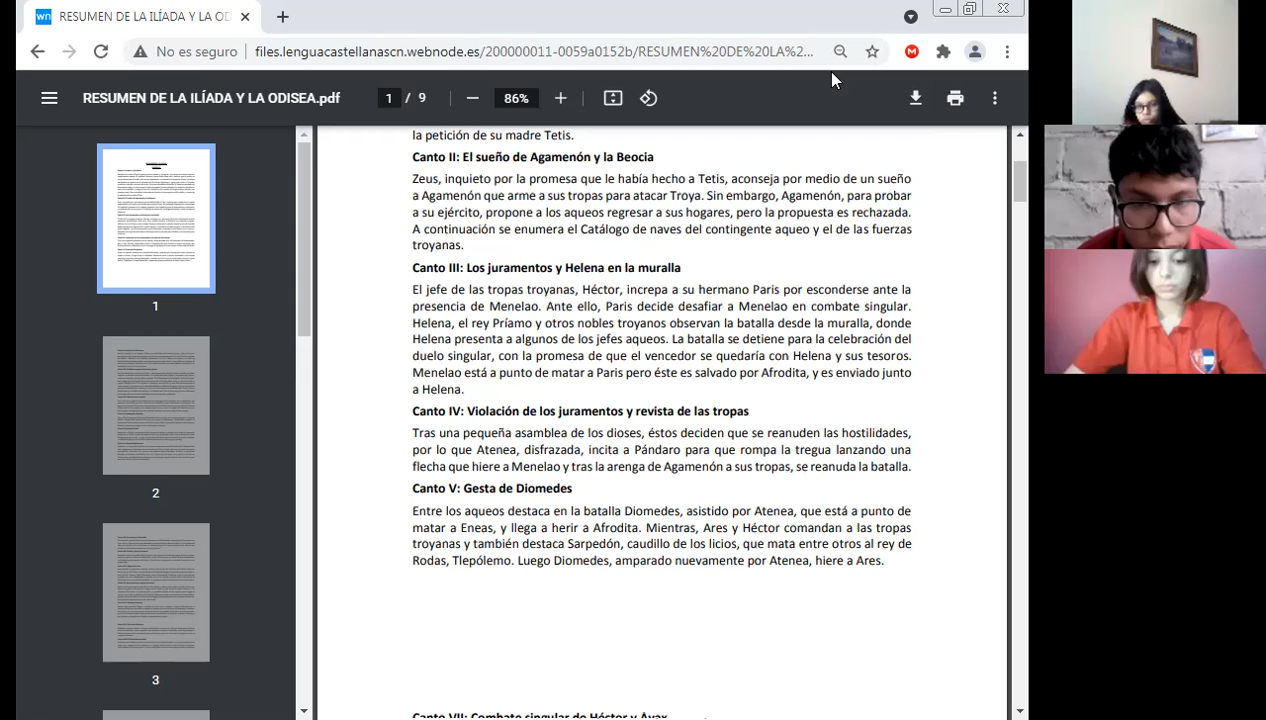 RESUMEN DE LA ILÍADA Y LA OD
No es seguro
files.lenguacastellanascn.webnode.es/200000011-0059a0152b/RESUMEN%20DE%20LA%2...
RESUMEN DE LA ILÍADA Y LA ODISEA.pdf
1 / 9
86%
1
2
3
la petición de su madre Tetis.
Canto II: El sueño de Agamenón y la Beocia
Zeus, inquieto por la promesa que le había hecho a Tetis, aconseja por medio de un sueño
a Agamenón que arme a sus tropas para atacar Troya. Sin embargo, Agamenón, para probar
a su ejército, propone a los aqueos regresar a sus hogares, pero la propuesta es rechazada.
A continuación se enumera el Catálogo de naves del contingente aqueo y el de las fuerzas
troyanas.
Canto III: Los juramentos y Helena en la muralla
El jefe de las tropas troyanas, Héctor, increpa a su hermano Paris por esconderse ante la
presencia de Menelao. Ante ello, Paris decide desafiar a Menelao en combate singular.
Helena, el rey Príamo y otros nobles troyanos observan la batalla desde la muralla, donde
Helena presenta a algunos de los jefes aqueos. La batalla se detiene para la celebración del
duelo singular, con la promesa de que el vencedor se quedaría con Helena y sus tesoros.
Menelao está a punto de matar a Paris pero éste es salvado por Afrodita, y es enviado junto
a Helena.
Canto IV: Violación de los juramentos y revista de las tropas
Tras una pequeña asamblea de los dioses, éstos deciden que se reanuden las hostilidades,
por lo que Atenea, disfrazada, incita a Pándaro para que rompa la tregua lanzando una
flecha que hiere a Menelao y tras la arenga de Agamenón a sus tropas, se reanuda la batalla.
Canto V: Gesta de Diomedes
Entre los aqueos destaca en la batalla Diomedes, asistido por Atenea, que está a punto de
matar a Eneas, y llega a herir a Afrodita. Mientras, Ares y Héctor comandan a las tropas
troyanas y también destaca Sarpedón, caudillo de los licios, que mata entre otros al rey de
Rodas, Tlepólemo. Luego Diomedes, amparado nuevamente por Atenea, hiere a Ares.
Canto VII: Combate singular de Héctor y Áyax